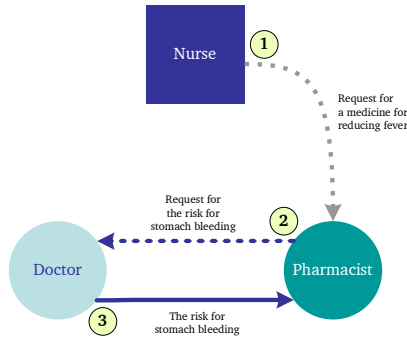 Nurse
1
Request for
a medicine for
reducing fever
Request for
the risk for
stomach bleeding
2
Doctor
Pharmacist
3
The risk for
stomach bleeding